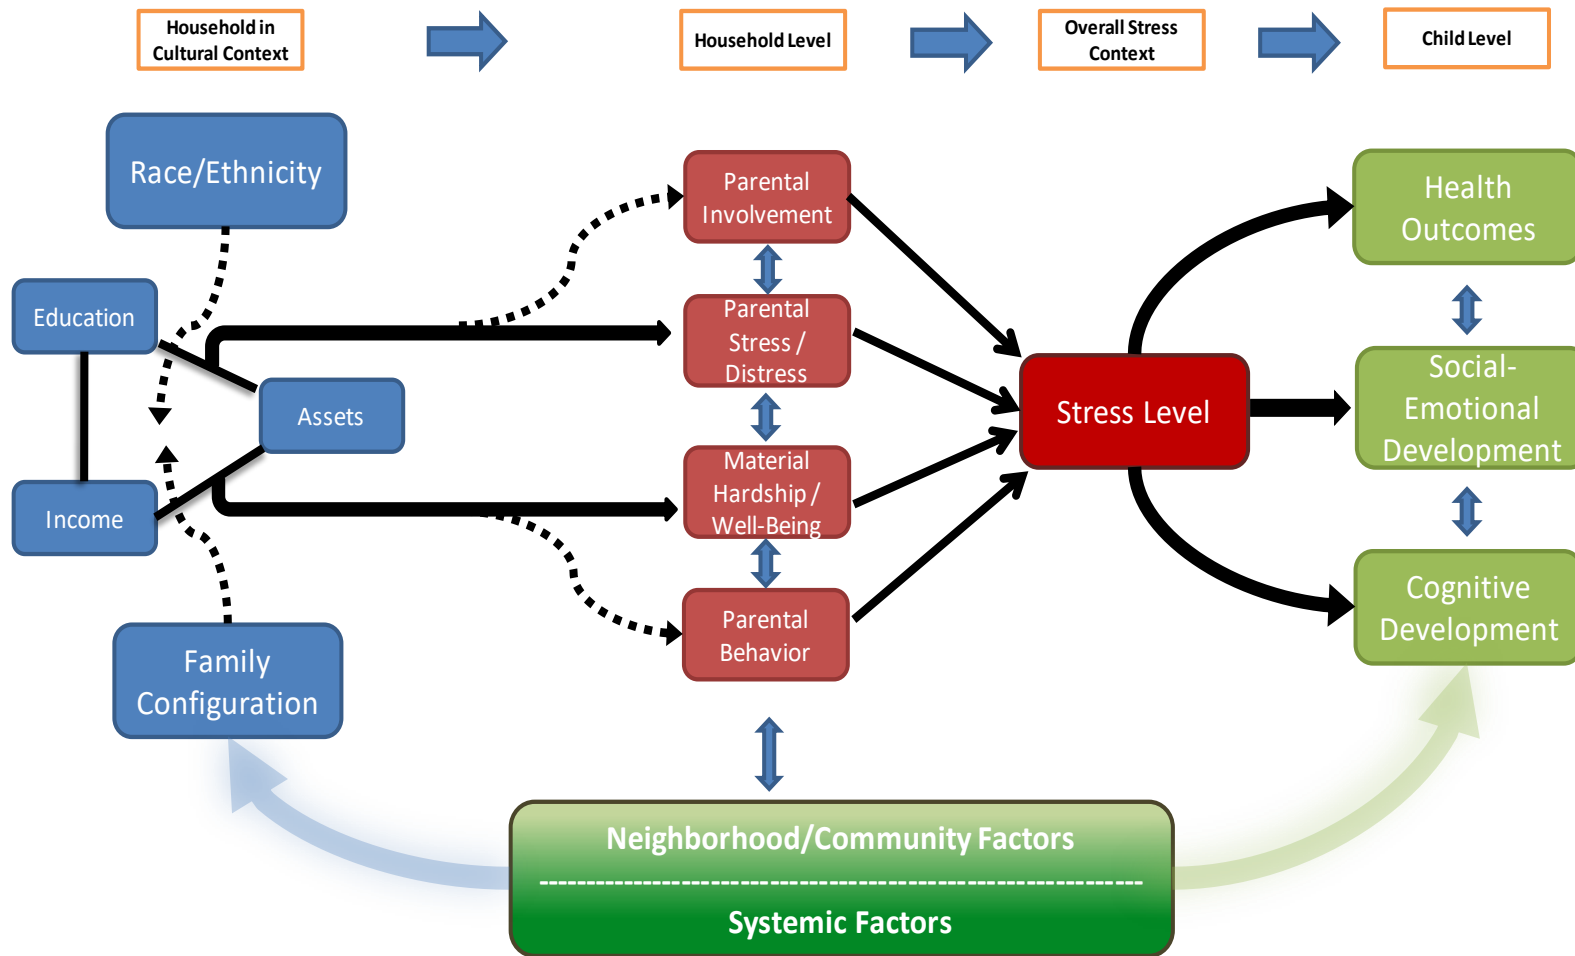 Household in
Cultural Context
Household Level
Overall Stress
Context
Child Level
Race/Ethnicity
Education
Assets
Income
Family
Configuration
Parental
Involvement
Parental
Stress /
Distress
Material
Hardship /
Well-Being
Parental
Behavior
Stress Level
Health
Outcomes
Social-
Emotional
Development
Cognitive
Development
Neighborhood/Community Factors
Systemic Factors